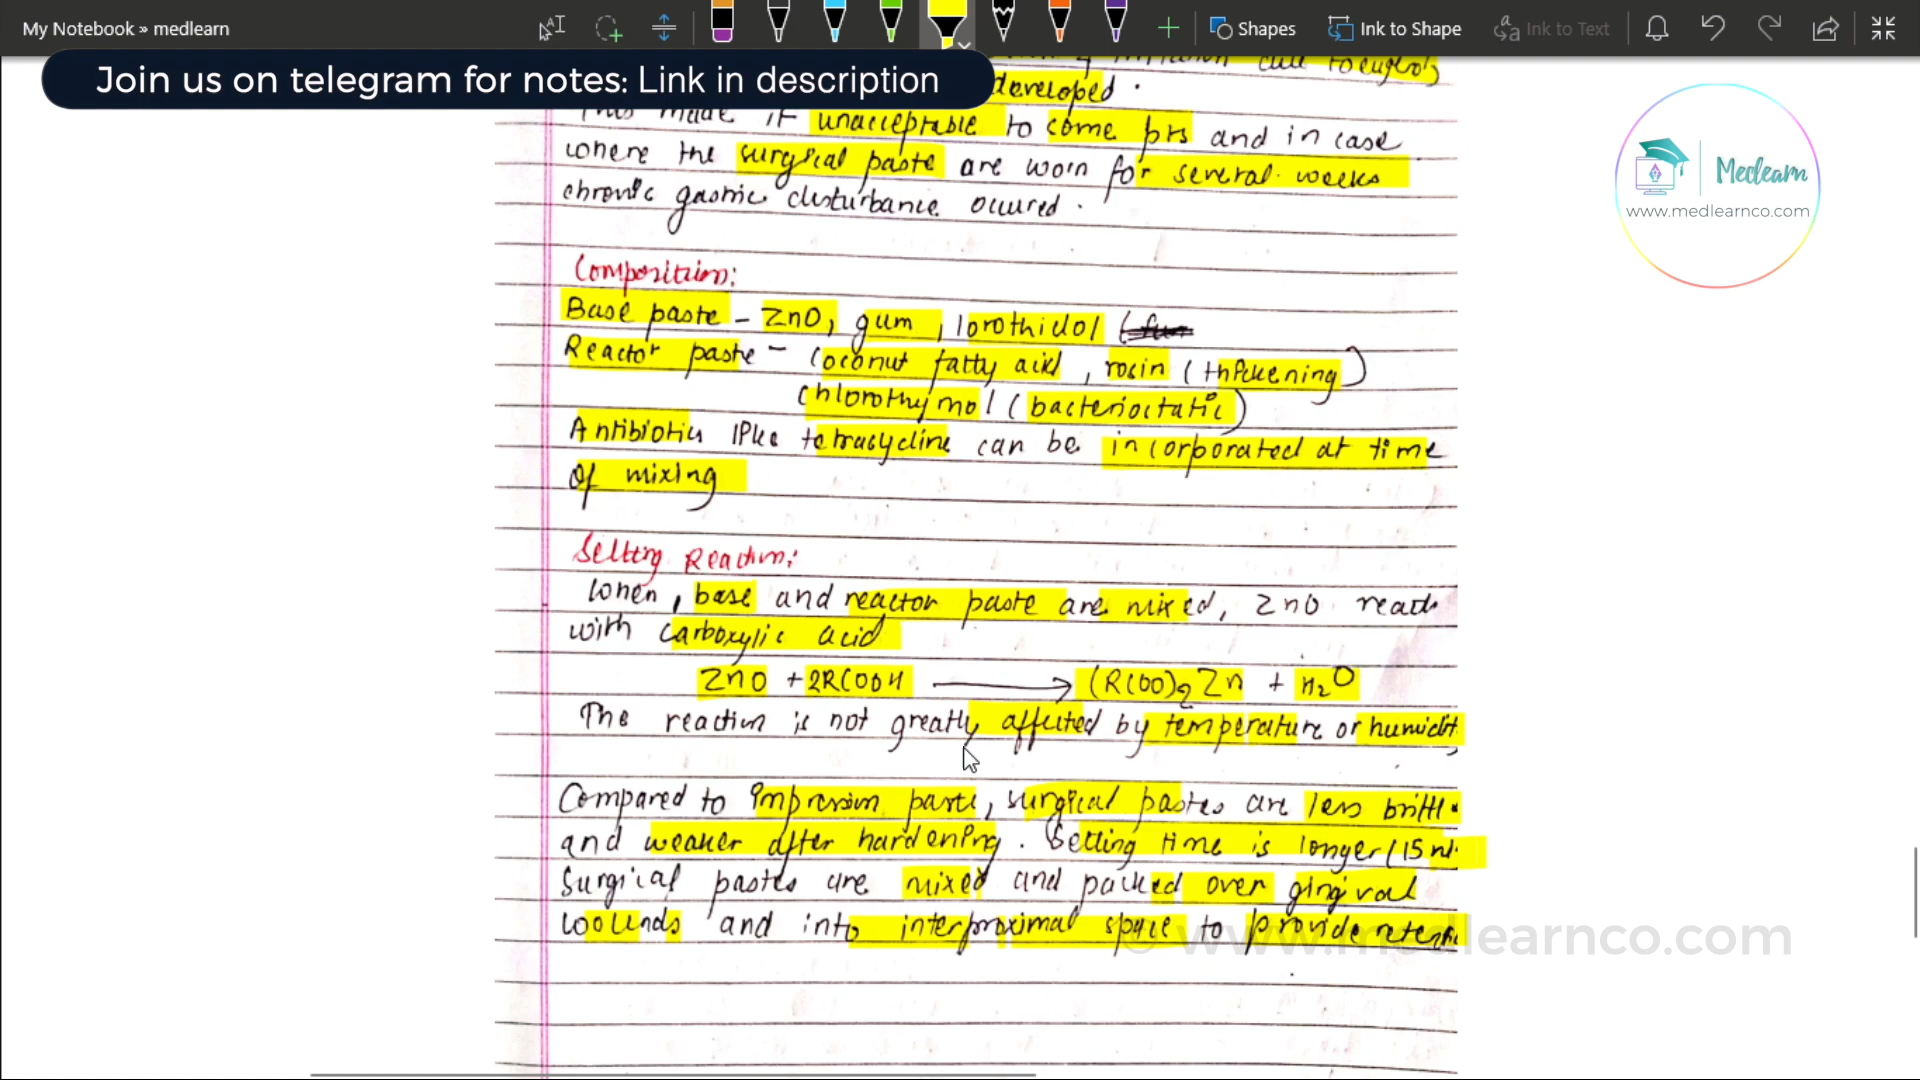 My Notebook » medlearn
Shapes
Ink to Shape
Ink to Text
Join us on telegram for notes: Link in description
developed.
This made it unacceptable to some pts and in case
where the surgical paste are worn for several weeks
chronic gastric disturbance occured.
Medlearn
www.medlearnco.com
Composition:
Base paste - ZnO, gum, lorothidol
Reactor paste - Coconut fatty acid, rosin (thickening)
chlorothymol (bacteriostatic)
Antibiotics like tetracycline can be incorporated at time
of mixing
Setting Reaction:
When, base and reactor paste are mixed, ZnO reacts
with carboxylic acid
ZnO + 2RCOOH → (RCOO)2 Zn + H2O
The reaction is not greatly affected by temperature or humidity
Compared to impression paste, surgical pastes are less brittle
and weaker after hardening. Setting time is longer (15
Surgical pastes are mixed and packed over gingival
wounds and into interproximal space to provide
© www.medlearnco.com